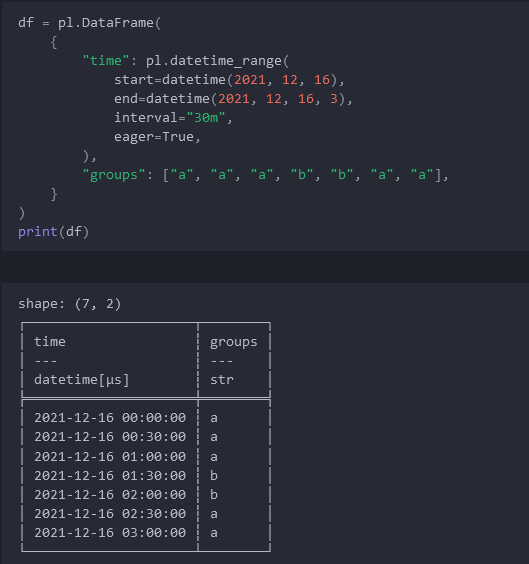 df = pl.DataFrame(
    {
        "time": pl.datetime_range(
            start=datetime(2021, 12, 16),
            end=datetime(2021, 12, 16, 3),
            interval="30m",
            eager=True,
        ),
        "groups": ["a", "a", "a", "b", "b", "a", "a"],
    }
)
print(df)
shape: (7, 2)
┌─────────────────────┬────────┐
│ time                ┆ groups │
│ ---                 ┆ ---    │
│ datetime[μs]        ┆ str    │
╞═════════════════════╪════════╡
│ 2021-12-16 00:00:00 ┆ a      │
│ 2021-12-16 00:30:00 ┆ a      │
│ 2021-12-16 01:00:00 ┆ a      │
│ 2021-12-16 01:30:00 ┆ b      │
│ 2021-12-16 02:00:00 ┆ b      │
│ 2021-12-16 02:30:00 ┆ a      │
│ 2021-12-16 03:00:00 ┆ a      │
└─────────────────────┴────────┘